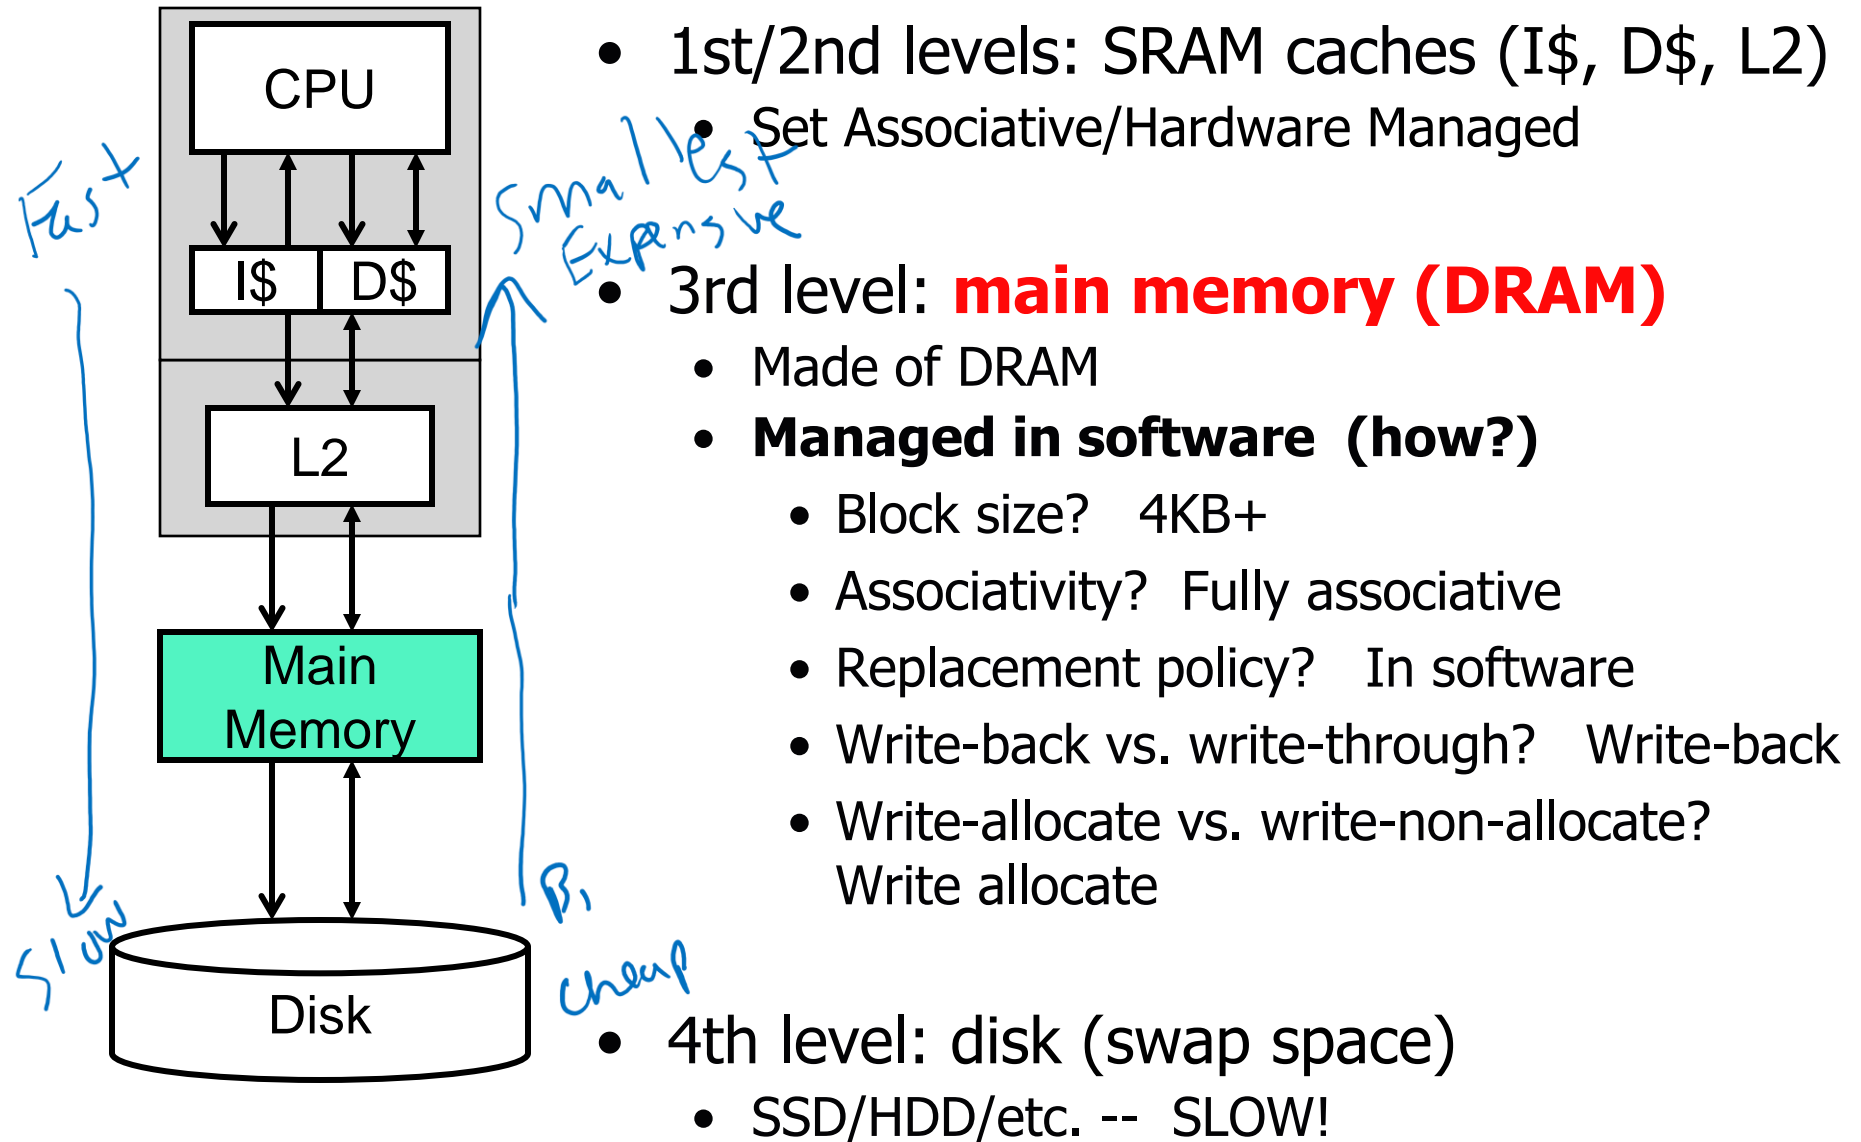 CPU
I$ D$
L2
Main
Memory
Disk
Fast
Slow
Smallest
Expensive
cheap
• 1st/2nd levels: SRAM caches (I$, D$, L2)
• Set Associative/Hardware Managed
• 3rd level: main memory (DRAM)
• Made of DRAM
• Managed in software (how?)
• Block size? 4KB+
• Associativity? Fully associative
• Replacement policy? In software
• Write-back vs. write-through? Write-back
• Write-allocate vs. write-non-allocate?
Write allocate
• 4th level: disk (swap space)
• SSD/HDD/etc. -- SLOW!